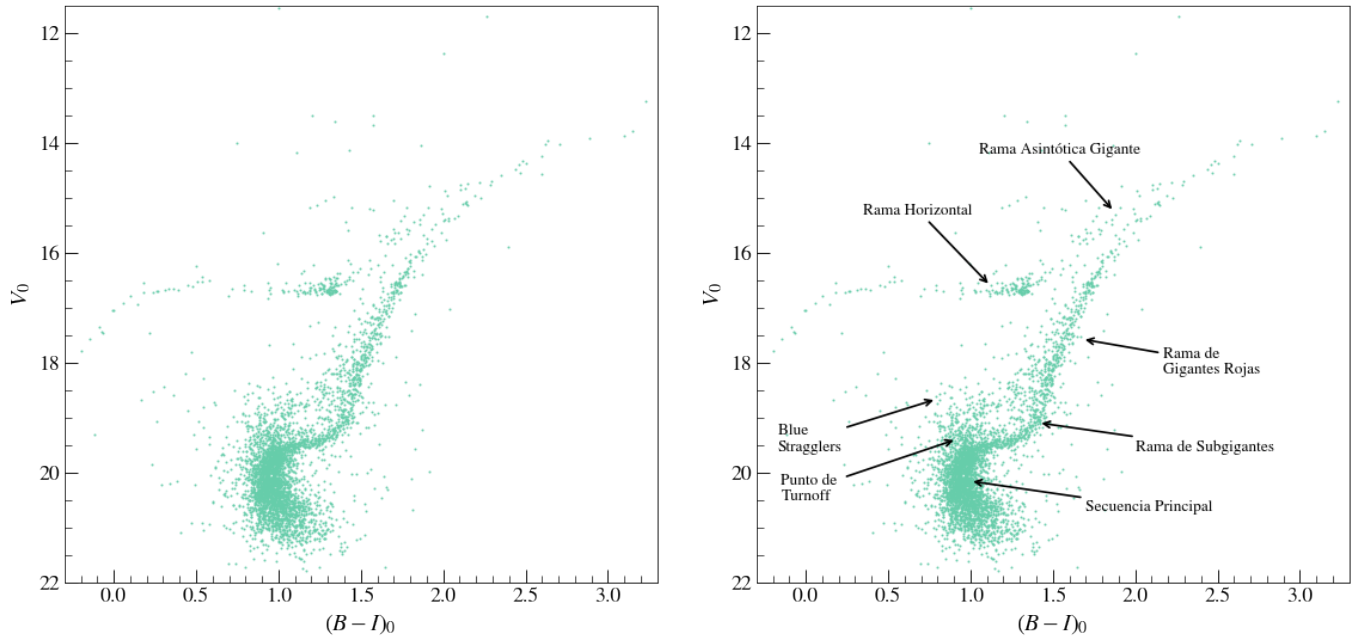 12
14
16
18
20
22
V0
0.0 0.5 1.0 1.5 2.0 2.5 3.0
(B − I)0
12
14
16
18
20
22
V0
Rama Asintótica Gigante
Rama Horizontal
Rama de
Gigantes Rojas
Blue
Stragglers
Rama de Subgigantes
Punto de
Turnoff
Secuencia Principal
0.0 0.5 1.0 1.5 2.0 2.5 3.0
(B − I)0